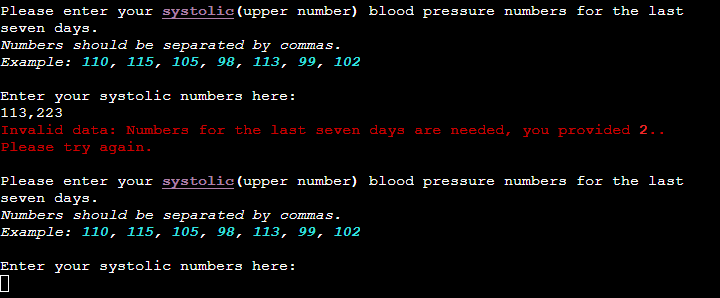 Please enter your systolic(upper number) blood pressure numbers for the last
seven days.
Numbers should be separated by commas.
Example: 110, 115, 105, 98, 113, 99, 102
Enter your systolic numbers here:
113,223
Invalid data: Numbers for the last seven days are needed, you provided 2..
Please try again.
Please enter your systolic(upper number) blood pressure numbers for the last
seven days.
Numbers should be separated by commas.
Example: 110, 115, 105, 98, 113, 99, 102
Enter your systolic numbers here: